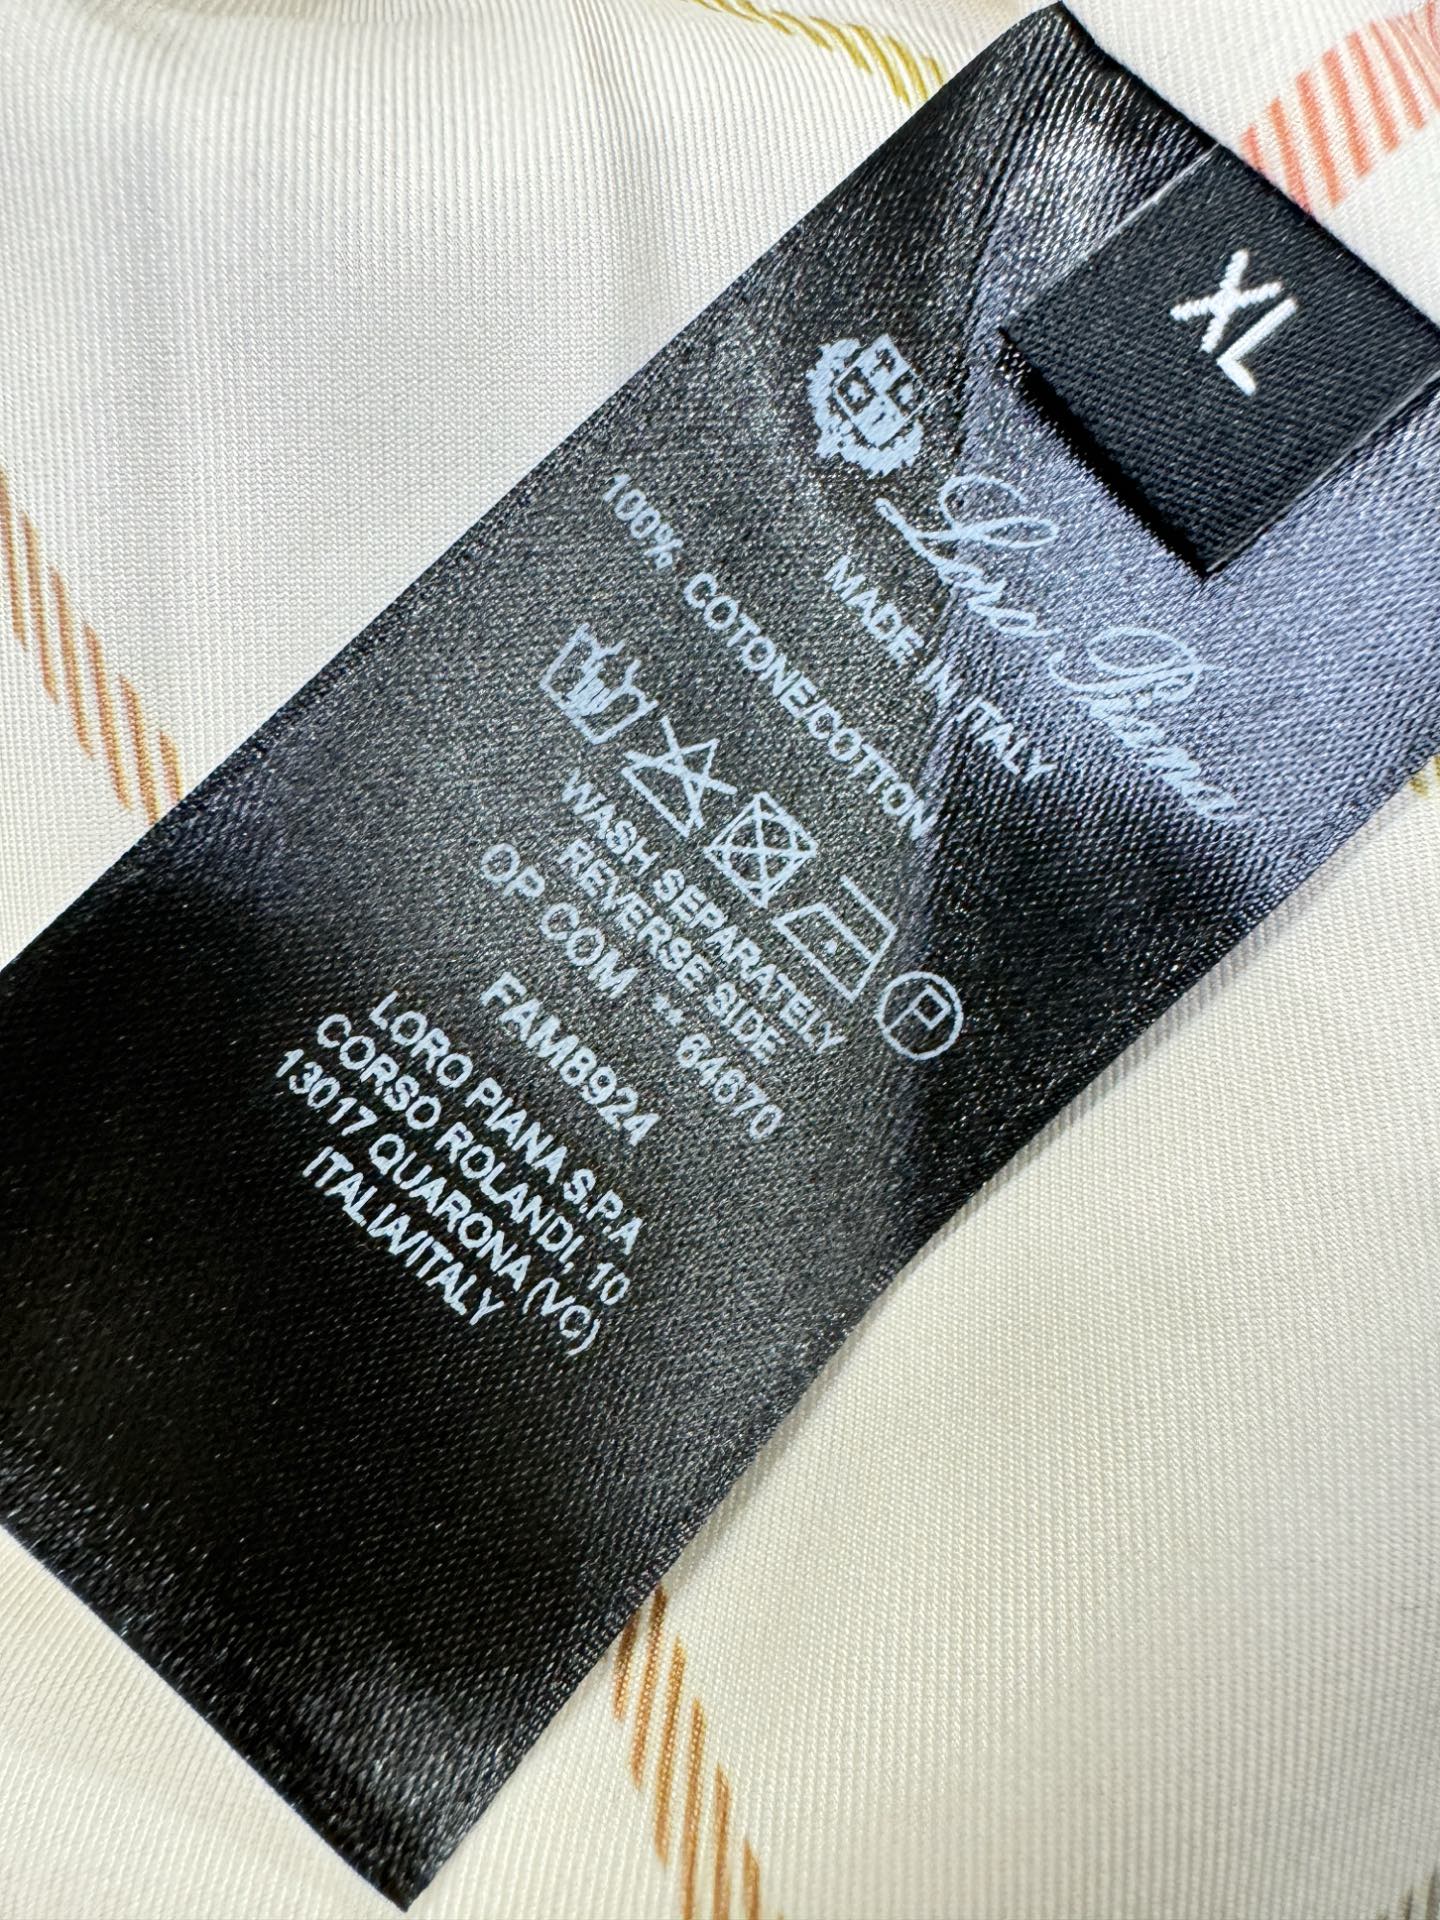 XL
Loro Piana
MADE IN ITALY
100% COTONE/COTTON
P
WASH SEPARATELY
REVERSE SIDE
OP COM 64670
FAM8924
LORO PIANA S.P.A
CORSO ROLANDI, 10
13017 QUARONA (VC)
ITALIA/ITALY